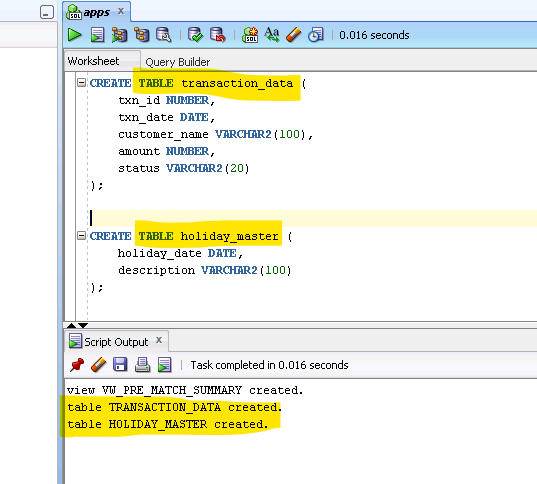 apps x
0.016 seconds
Worksheet Query Builder
CREATE TABLE transaction_data (
txn_id NUMBER,
txn_date DATE,
customer_name VARCHAR2(100),
amount NUMBER,
status VARCHAR2(20)
);
CREATE TABLE holiday_master (
holiday_date DATE,
description VARCHAR2(100)
);
Script Output x
Task completed in 0.016 seconds
view VW_PRE_MATCH_SUMMARY created.
table TRANSACTION_DATA created.
table HOLIDAY_MASTER created.